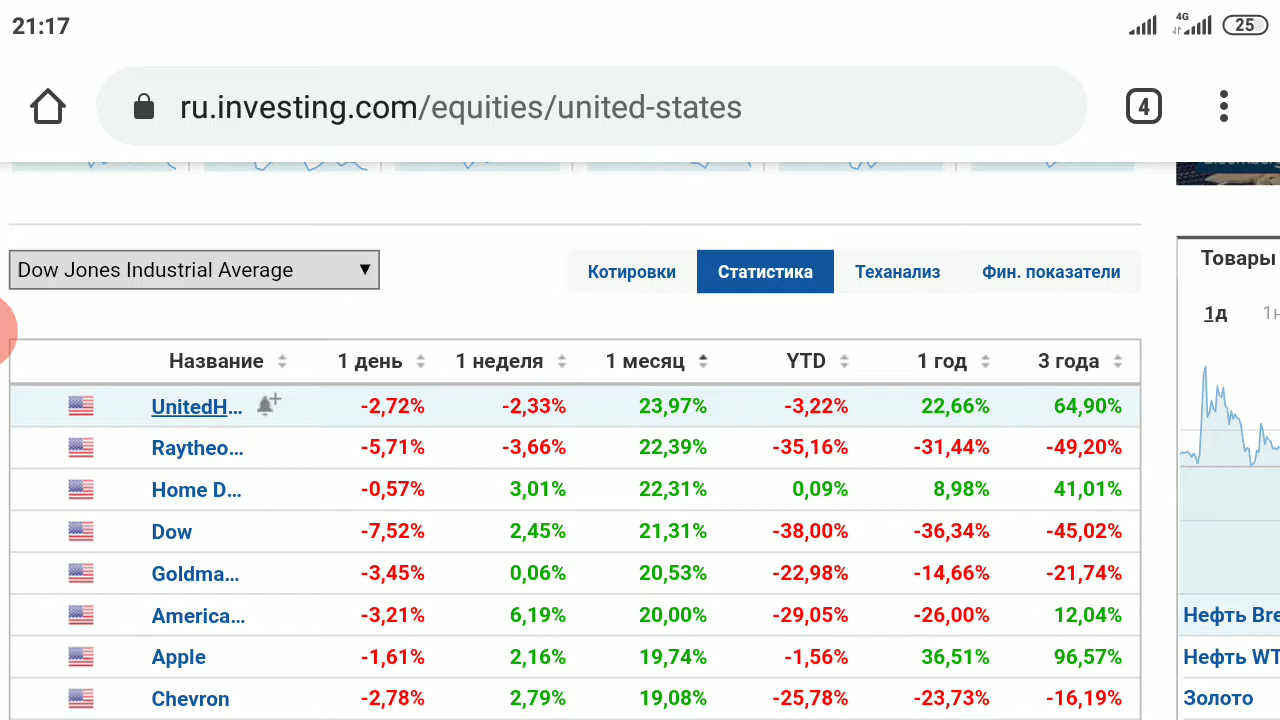 21:17
4G
25
ru.investing.com/equities/united-states
4
Dow Jones Industrial Average
Котировки Статистика Теханализ Фин. показатели
Товары
1д
Название 1 день 1 неделя 1 месяц YTD 1 год 3 года
UnitedH... -2,72% -2,33% 23,97% -3,22% 22,66% 64,90%
Raytheo... -5,71% -3,66% 22,39% -35,16% -31,44% -49,20%
Home D... -0,57% 3,01% 22,31% 0,09% 8,98% 41,01%
Dow -7,52% 2,45% 21,31% -38,00% -36,34% -45,02%
Goldma... -3,45% 0,06% 20,53% -22,98% -14,66% -21,74%
America... -3,21% 6,19% 20,00% -29,05% -26,00% 12,04%
Apple -1,61% 2,16% 19,74% -1,56% 36,51% 96,57%
Chevron -2,78% 2,79% 19,08% -25,78% -23,73% -16,19%
Нефть Bre
Нефть WT
Золото